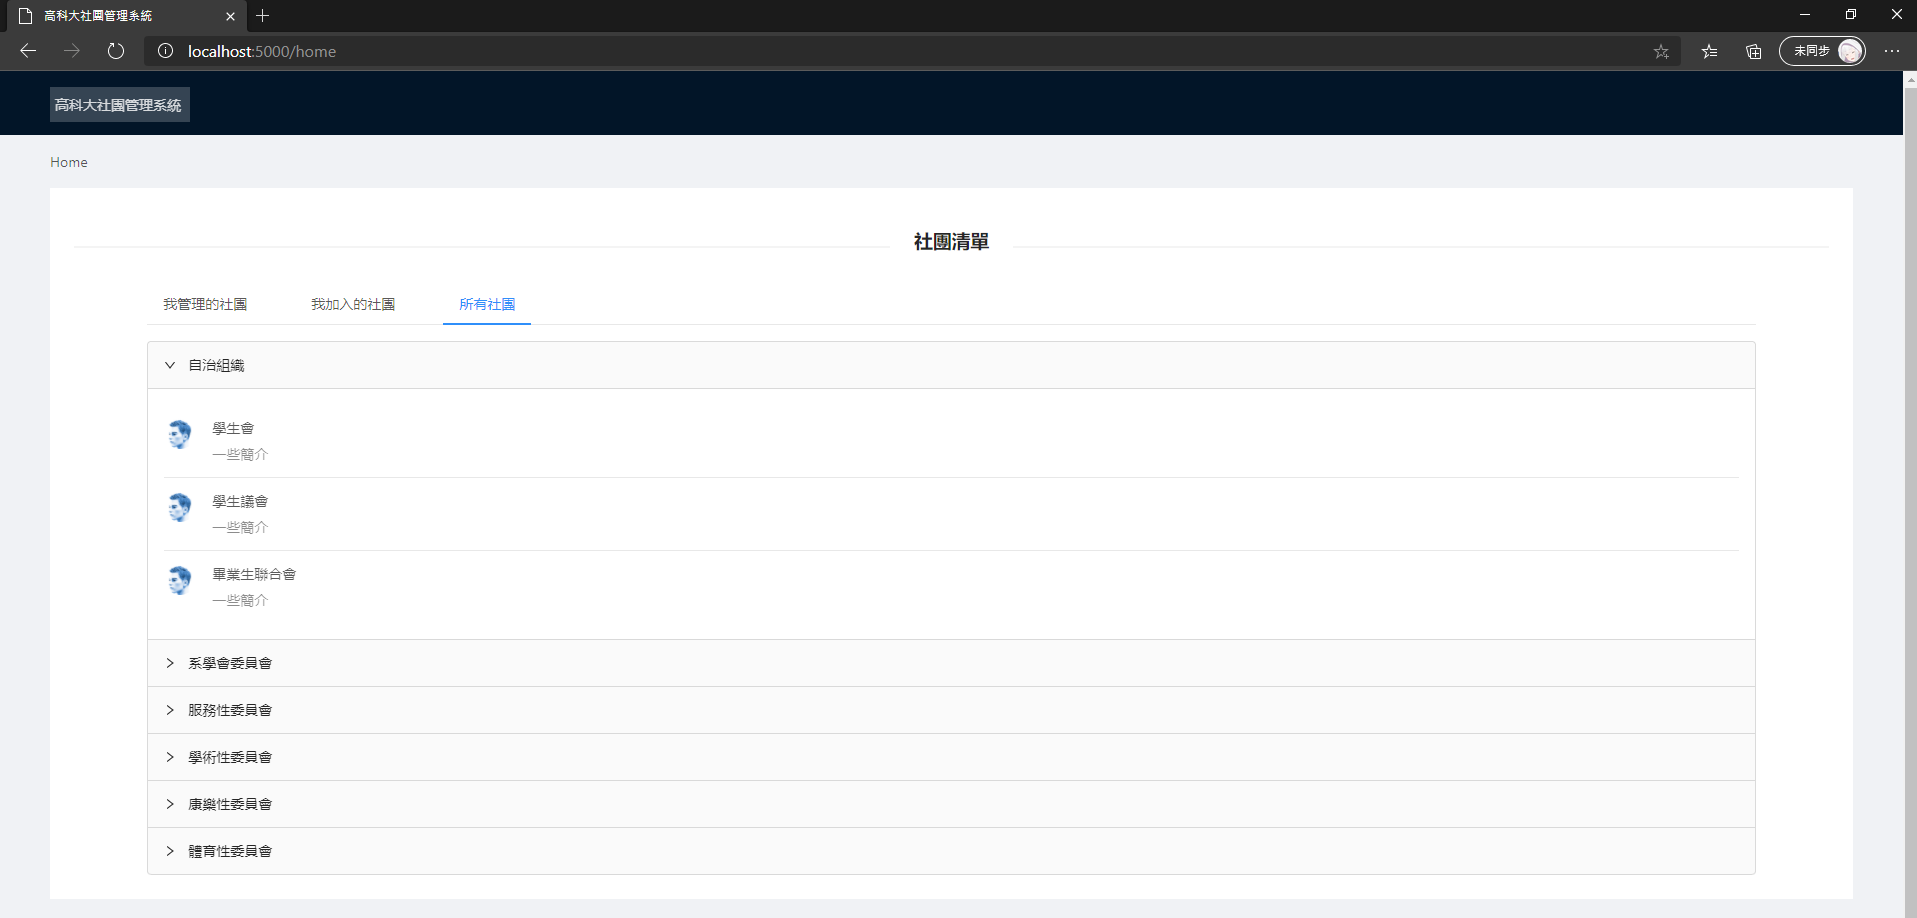 高科大社團管理系統
localhost:5000/home
未同步
高科大社團管理系統
Home
社團清單
我管理的社團
我加入的社團
所有社團
自治組織
學生會
一些簡介
學生議會
一些簡介
畢業生聯合會
一些簡介
系學會委員會
服務性委員會
學術性委員會
康樂性委員會
體育性委員會